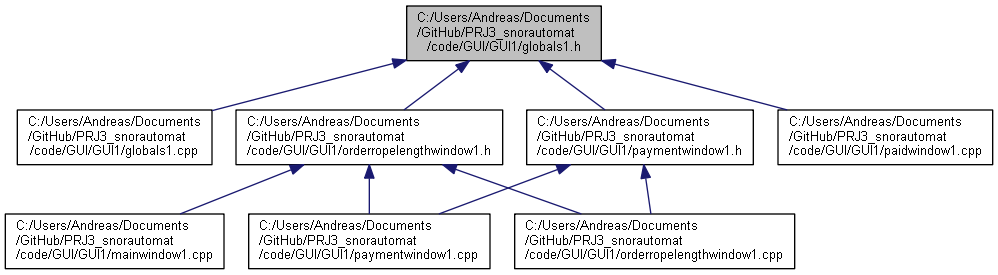 C:/Users/Andreas/Documents
/GitHub/PRJ3_snorautomat
/code/GUI/GUI1/globals1.h
C:/Users/Andreas/Documents
/GitHub/PRJ3_snorautomat
/code/GUI/GUI1/globals1.cpp
C:/Users/Andreas/Documents
/GitHub/PRJ3_snorautomat
/code/GUI/GUI1/orderropelengthwindow1.h
C:/Users/Andreas/Documents
/GitHub/PRJ3_snorautomat
/code/GUI/GUI1/paymentwindow1.h
C:/Users/Andreas/Documents
/GitHub/PRJ3_snorautomat
/code/GUI/GUI1/paidwindow1.cpp
C:/Users/Andreas/Documents
/GitHub/PRJ3_snorautomat
/code/GUI/GUI1/mainwindow1.cpp
C:/Users/Andreas/Documents
/GitHub/PRJ3_snorautomat
/code/GUI/GUI1/paymentwindow1.cpp
C:/Users/Andreas/Documents
/GitHub/PRJ3_snorautomat
/code/GUI/GUI1/orderropelengthwindow1.cpp